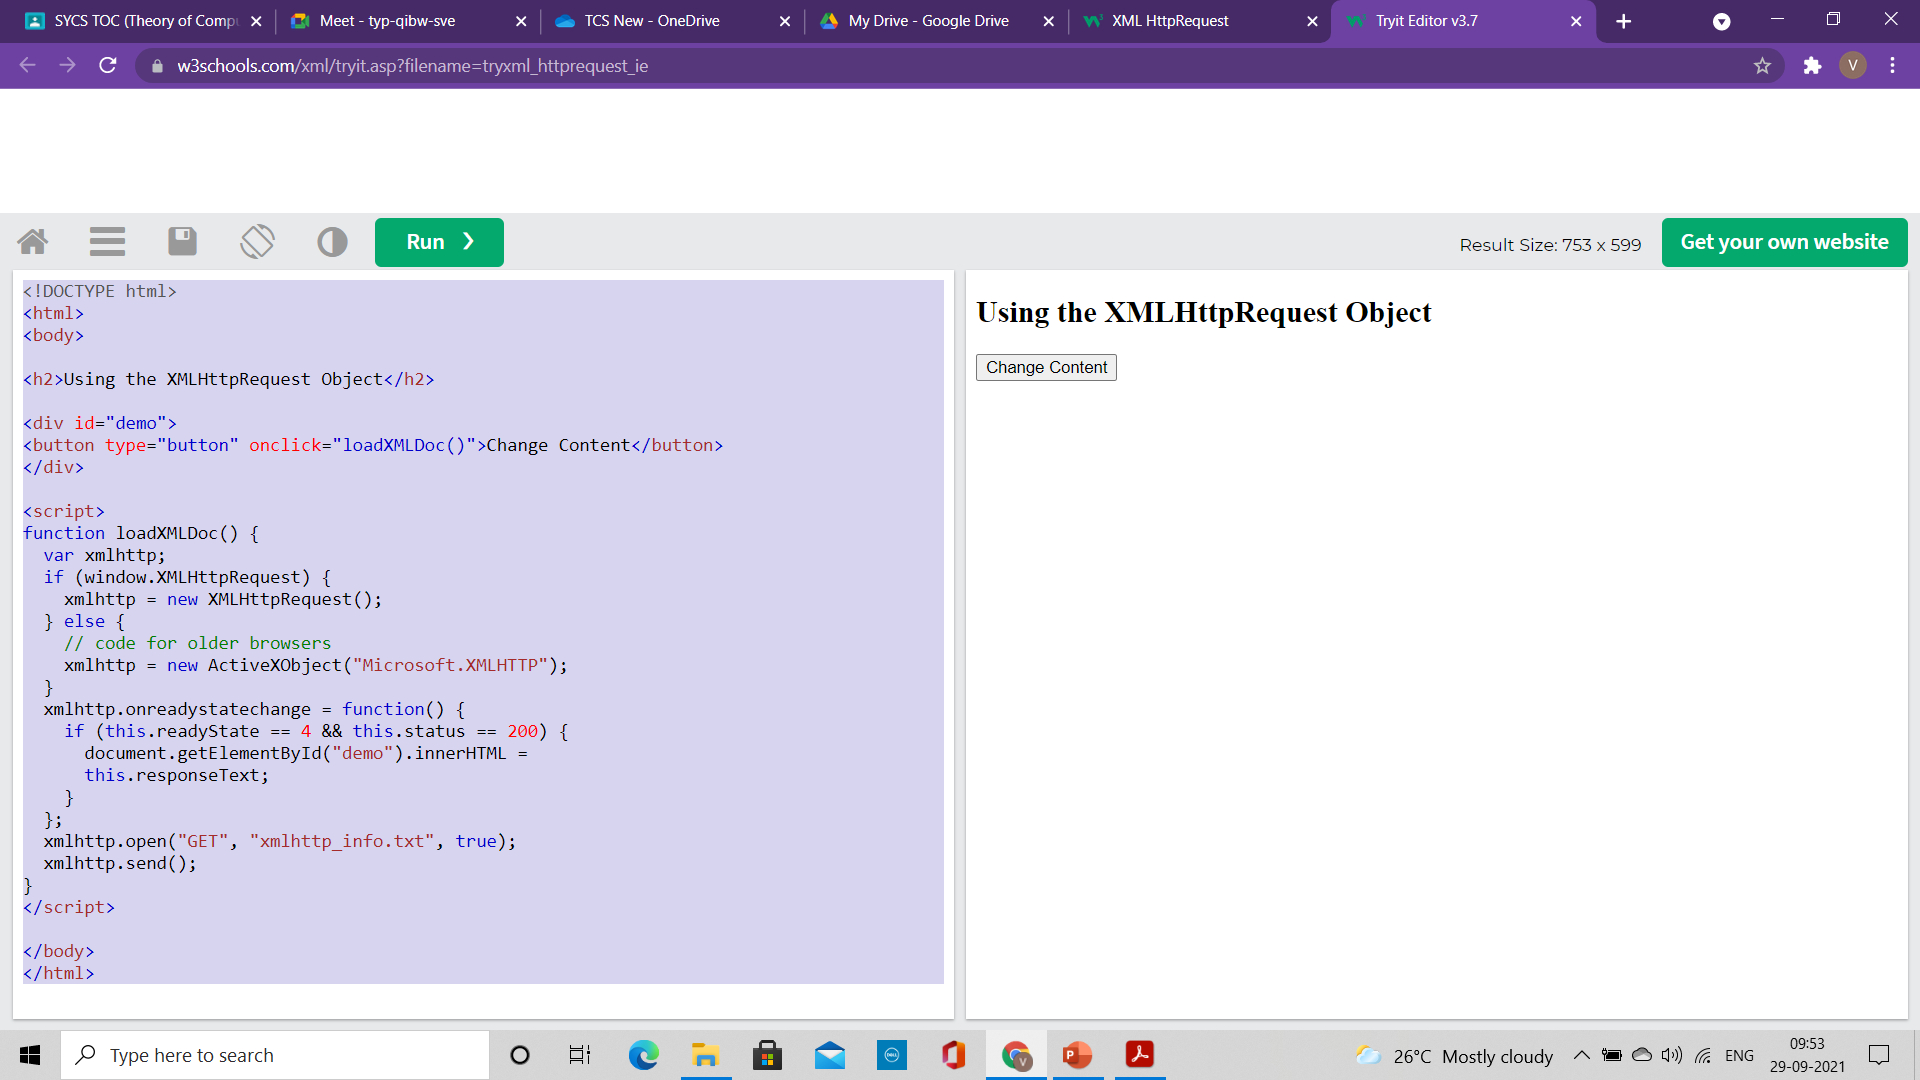 SYCS TOC (Theory of Comp
Meet - typ-qibw-sve
TCS New - OneDrive
My Drive - Google Drive
XML HttpRequest
Tryit Editor v3.7
w3schools.com/xml/tryit.asp?filename=tryxml_httprequest_ie
V
Run ❯
Result Size: 753 x 599
Get your own website
<!DOCTYPE html>
<html>
<body>
<h2>Using the XMLHttpRequest Object</h2>
<div id="demo">
<button type="button" onclick="loadXMLDoc()">Change Content</button>
</div>
<script>
function loadXMLDoc() {
  var xmlhttp;
  if (window.XMLHttpRequest) {
    xmlhttp = new XMLHttpRequest();
  } else {
    // code for older browsers
    xmlhttp = new ActiveXObject("Microsoft.XMLHTTP");
  }
  xmlhttp.onreadystatechange = function() {
    if (this.readyState == 4 && this.status == 200) {
      document.getElementById("demo").innerHTML =
      this.responseText;
    }
  };
  xmlhttp.open("GET", "xmlhttp_info.txt", true);
  xmlhttp.send();
}
</script>
</body>
</html>
Using the XMLHttpRequest Object
Change Content
Type here to search
DELL
V
P
26°C Mostly cloudy
ENG
09:53
29-09-2021